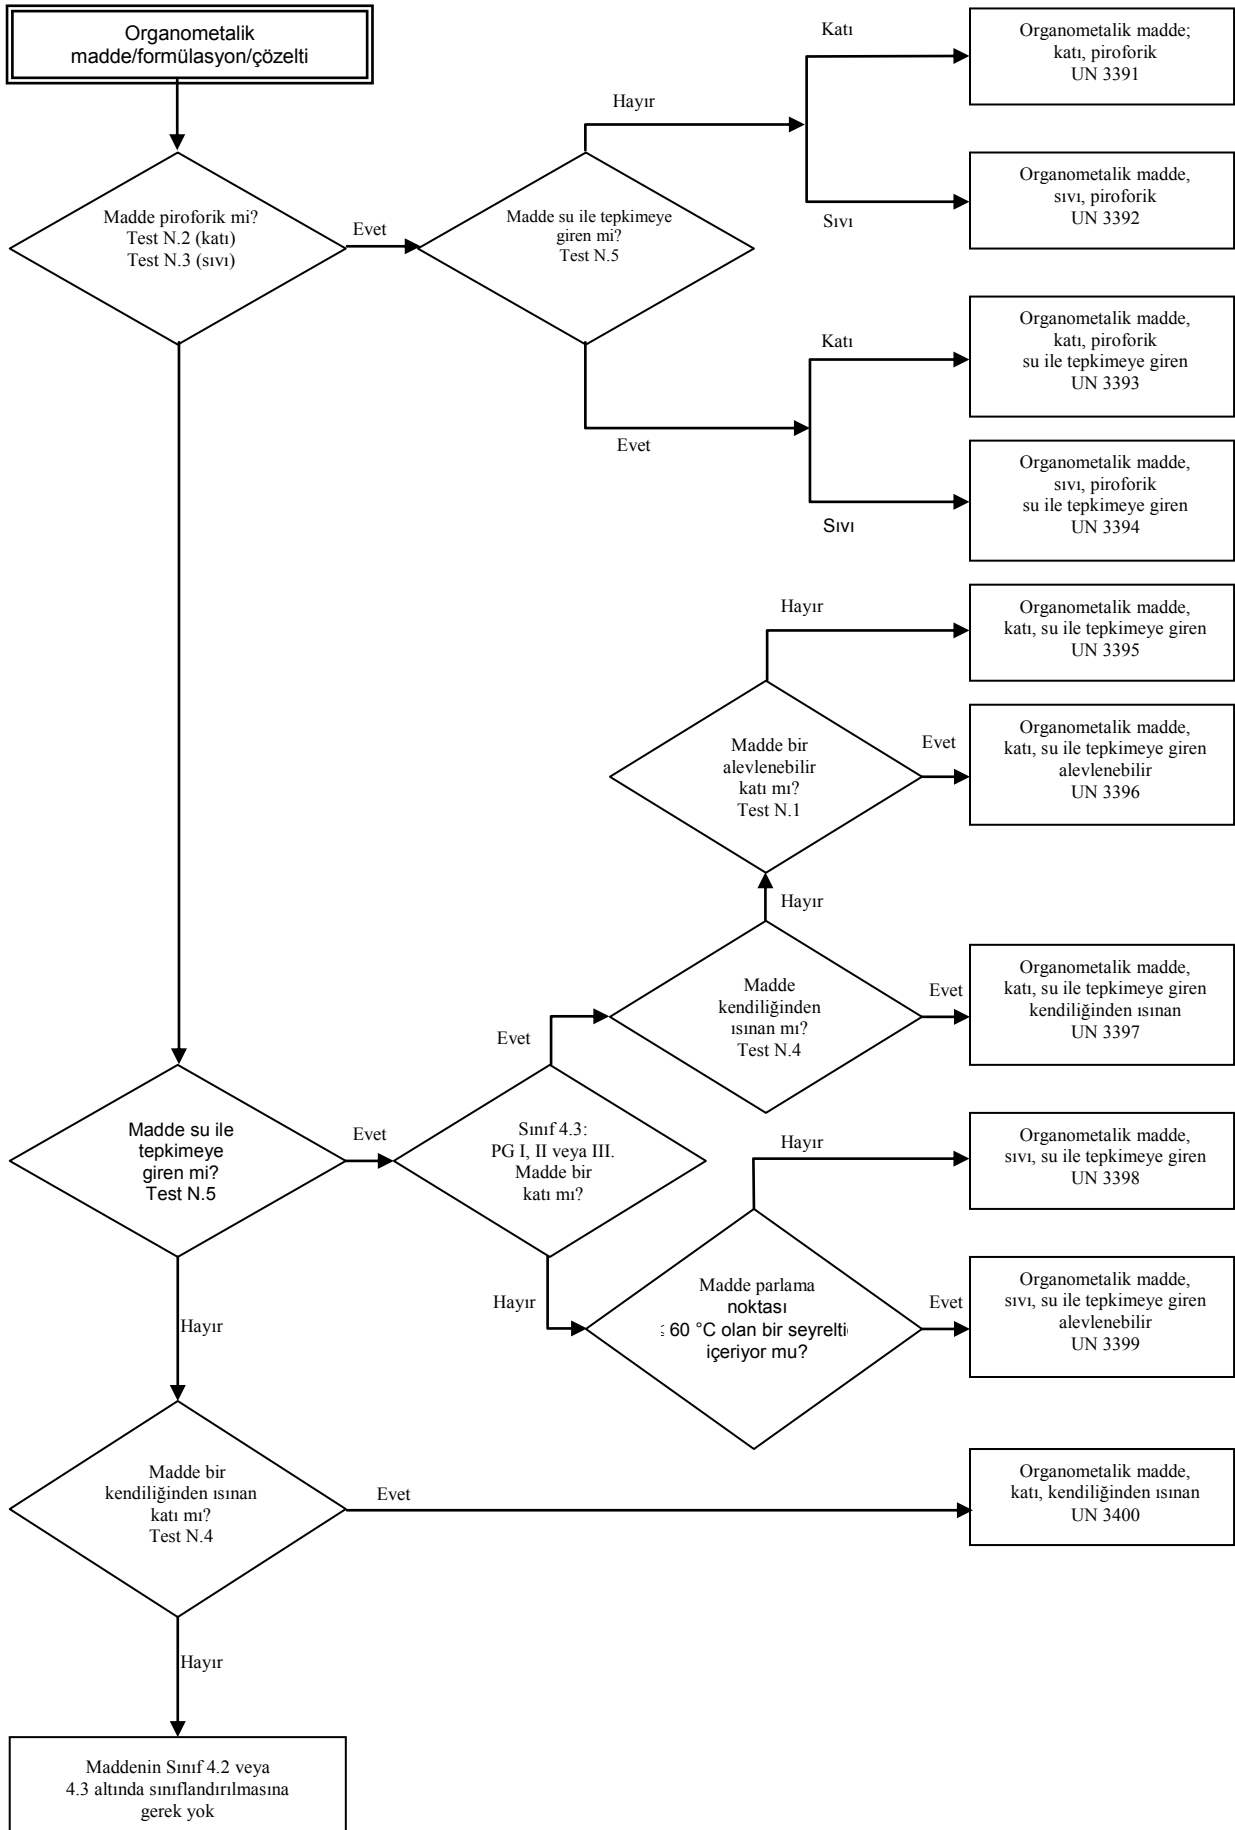 Organometalik
madde/formülasyon/çözelti
Katı
Organometalik madde;
katı, piroforik
UN 3391
Hayır
Organometalik madde,
sıvı, piroforik
UN 3392
Sıvı
Madde piroforik mi?
Test N.2 (katı)
Test N.3 (sıvı)
Evet
Madde su ile tepkimeye
giren mi?
Test N.5
Katı
Organometalik madde,
katı, piroforik
su ile tepkimeye giren
UN 3393
Evet
Organometalik madde,
sıvı, piroforik
su ile tepkimeye giren
UN 3394
Sıvı
Hayır
Organometalik madde,
katı, su ile tepkimeye giren
UN 3395
Madde bir
alevlenebilir
katı mı?
Test N.1
Evet
Organometalik madde,
katı, su ile tepkimeye giren
alevlenebilir
UN 3396
Hayır
Madde
kendiliğinden
ısınan mı?
Test N.4
Evet
Organometalik madde,
katı, su ile tepkimeye giren
kendiliğinden ısınan
UN 3397
Evet
Madde su ile
tepkimeye
giren mi?
Test N.5
Evet
Sınıf 4.3:
PG I, II veya III.
Madde bir
katı mı?
Hayır
Organometalik madde,
sıvı, su ile tepkimeye giren
UN 3398
Hayır
Madde parlama
noktası
≤ 60 °C olan bir seyrelti
içeriyor mu?
Evet
Organometalik madde,
sıvı, su ile tepkimeye giren
alevlenebilir
UN 3399
Hayır
Madde bir
kendiliğinden ısınan
katı mı?
Test N.4
Evet
Organometalik madde,
katı, kendiliğinden ısınan
UN 3400
Hayır
Maddenin Sınıf 4.2 veya
4.3 altında sınıflandırılmasına
gerek yok